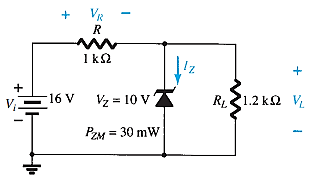 + V_R −
R
1 kΩ
I_Z
+
V_i
16 V
−
V_Z = 10 V
R_L
1.2 kΩ
+
V_L
−
P_ZM = 30 mW